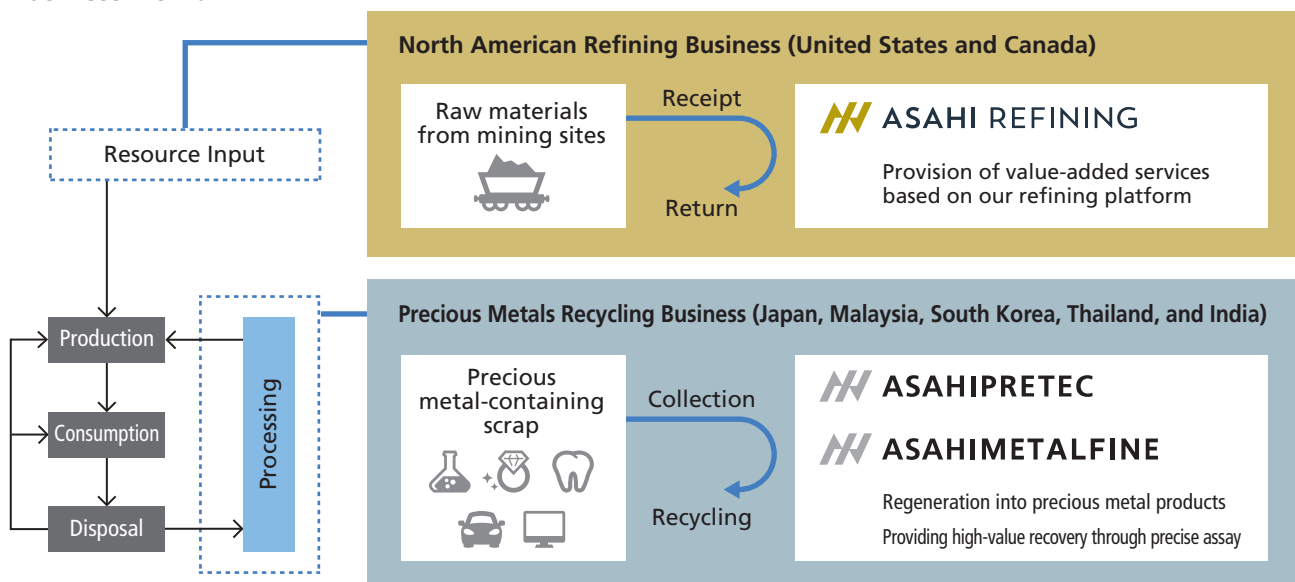 North American Refining Business (United States and Canada)
Resource Input
Raw materials
from mining sites
Receipt
Return
ASAHI REFINING
Provision of value-added services
based on our refining platform
Production
Consumption
Disposal
Processing
Precious Metals Recycling Business (Japan, Malaysia, South Korea, Thailand, and India)
Precious
metal-containing
scrap
Collection
Recycling
ASAHIPRETEC
ASAHIMETALFINE
Regeneration into precious metal products
Providing high-value recovery through precise assay